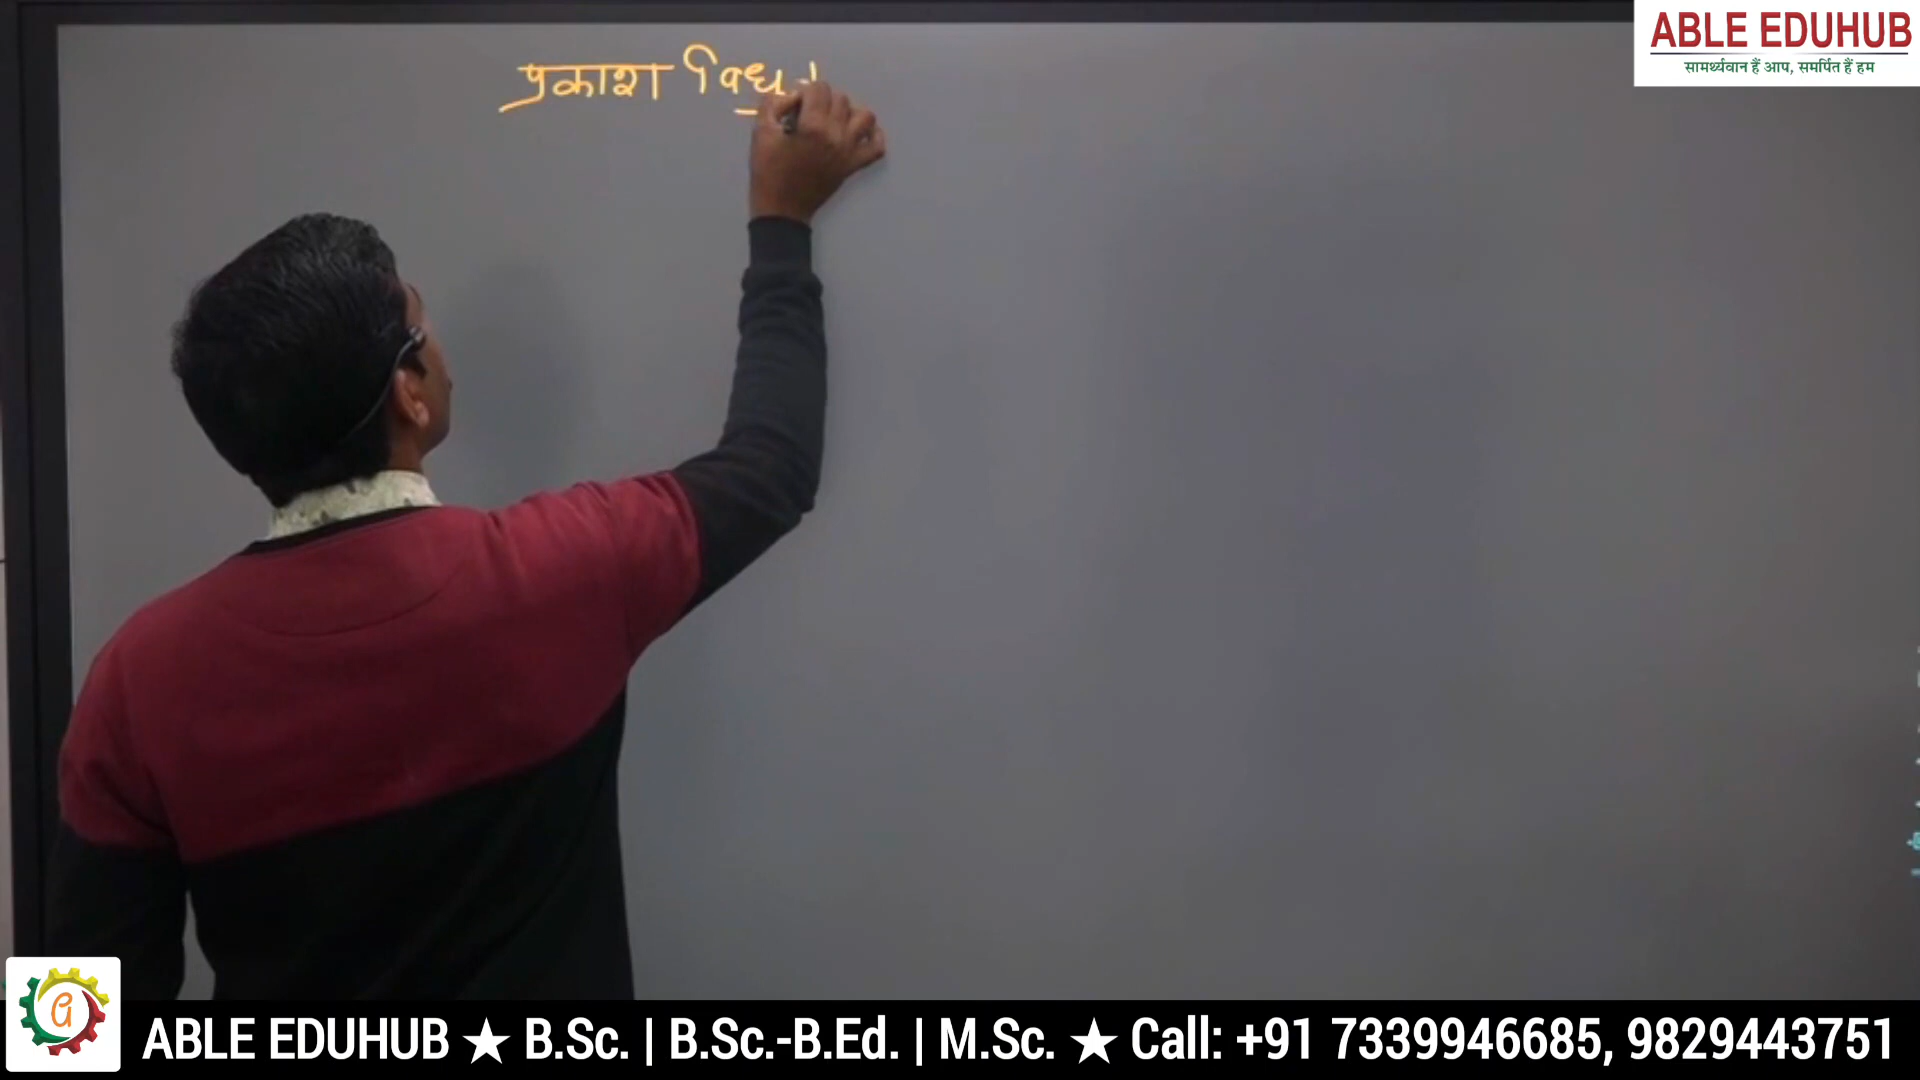 ABLE EDUHUB
सामर्थ्यवान हैं आप, समर्पित हैं हम
प्रकाश
ABLE EDUHUB ★ B.Sc. | B.Sc.-B.Ed. | M.Sc. ★ Call: +91 7339946685, 9829443751